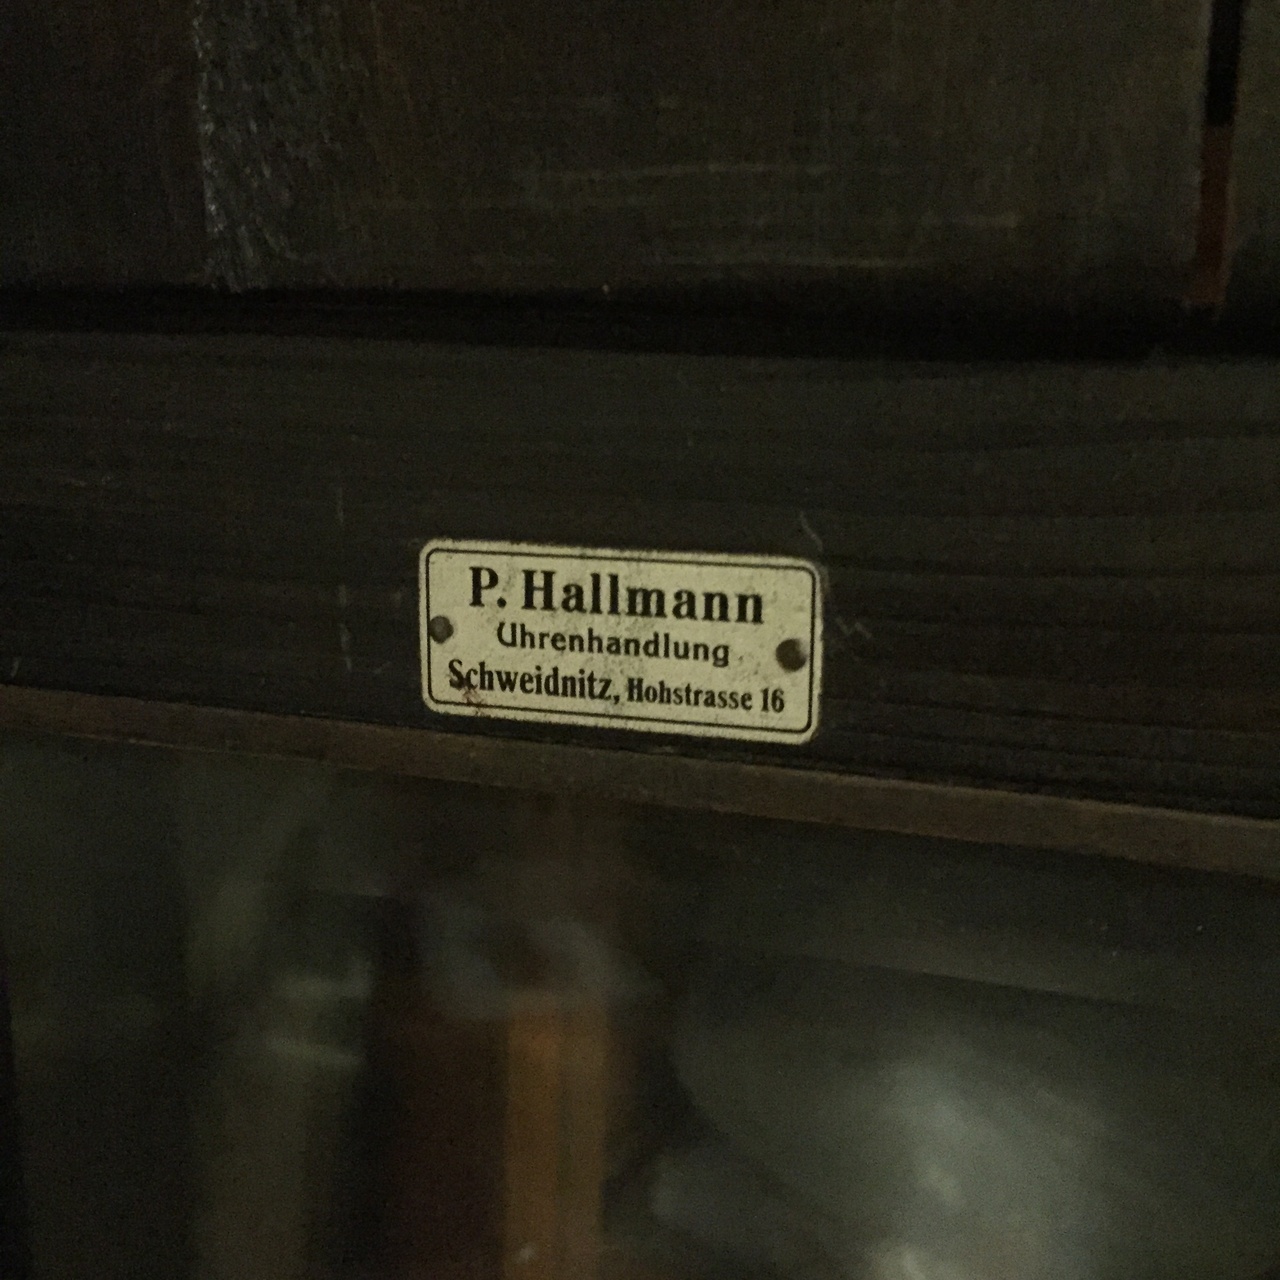 P. Hallmann
Uhrenhandlung
Schweidnitz, Hohstrasse 16